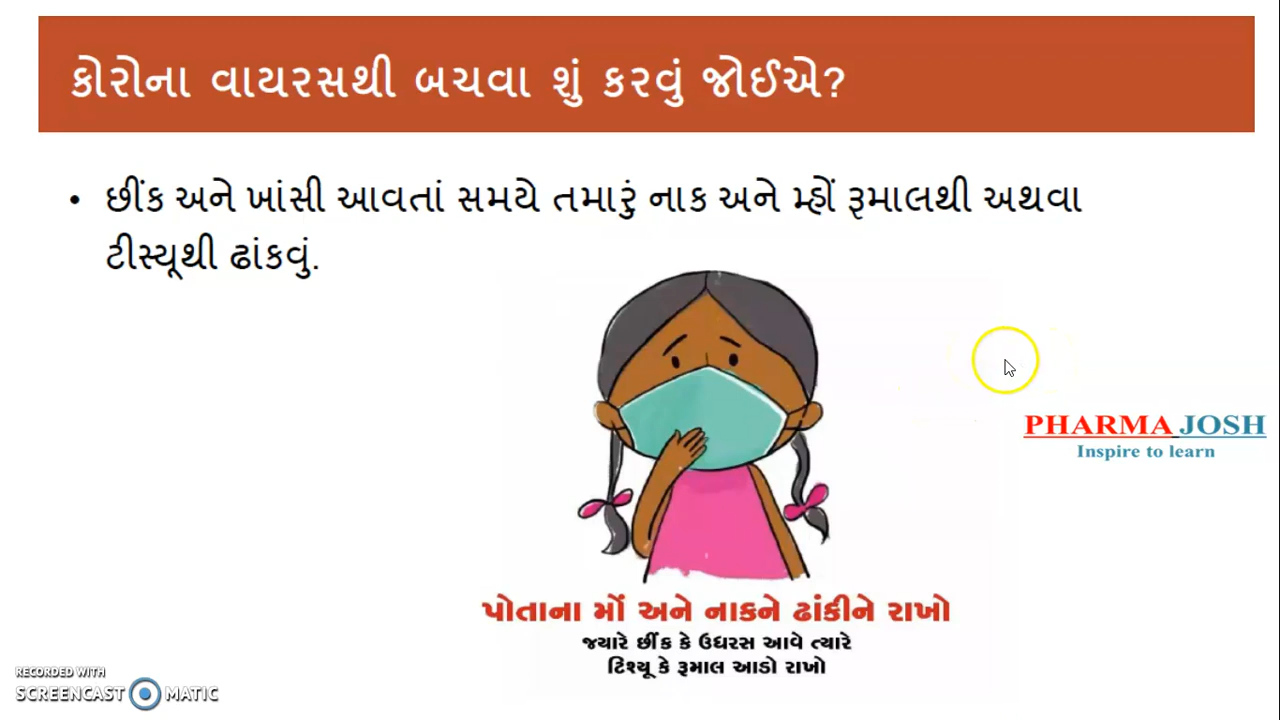 કોરોના વાયરસથી બચવા શું કરવું જોઈએ?
• છીંક અને ખાંસી આવતાં સમયે તમારું નાક અને મ્હોં રૂમાલથી અથવા
ટીસ્યૂથી ઢાંકવું.
PHARMA JOSH
Inspire to learn
પોતાના મોં અને નાકને ઢાંકીને રાખો
જયારે છીંક કે ઉધરસ આવે ત્યારે
ટિશ્યૂ કે રૂમાલ આડો રાખો
RECORDED WITH
SCREENCAST MATIC